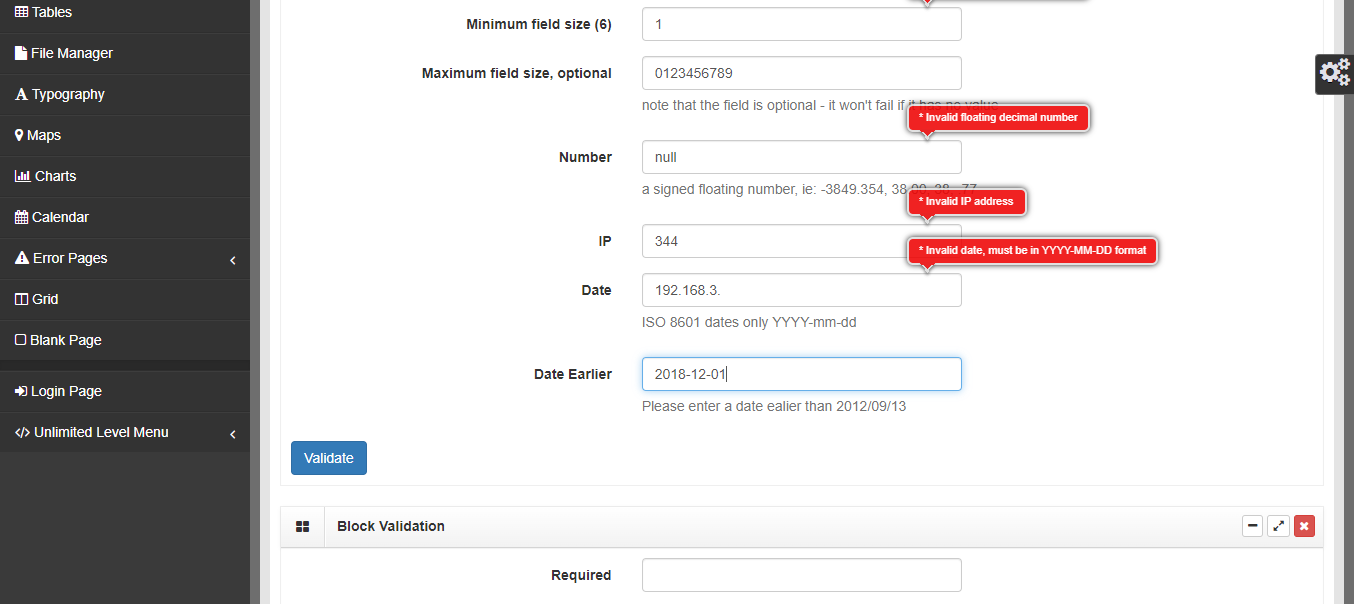 Tables
File Manager
Typography
Maps
Charts
Calendar
Error Pages
Grid
Blank Page
Login Page
Unlimited Level Menu
Minimum field size (6)
1
Maximum field size, optional
0123456789
note that the field is optional - it won't fail if it has no value
* Invalid floating decimal number
Number
null
a signed floating number, ie: -3849.354, 38.00, 38, .77
* Invalid IP address
IP
344
* Invalid date, must be in YYYY-MM-DD format
Date
192.168.3.
ISO 8601 dates only YYYY-mm-dd
Date Earlier
2018-12-01
Please enter a date ealier than 2012/09/13
Validate
Block Validation
Required